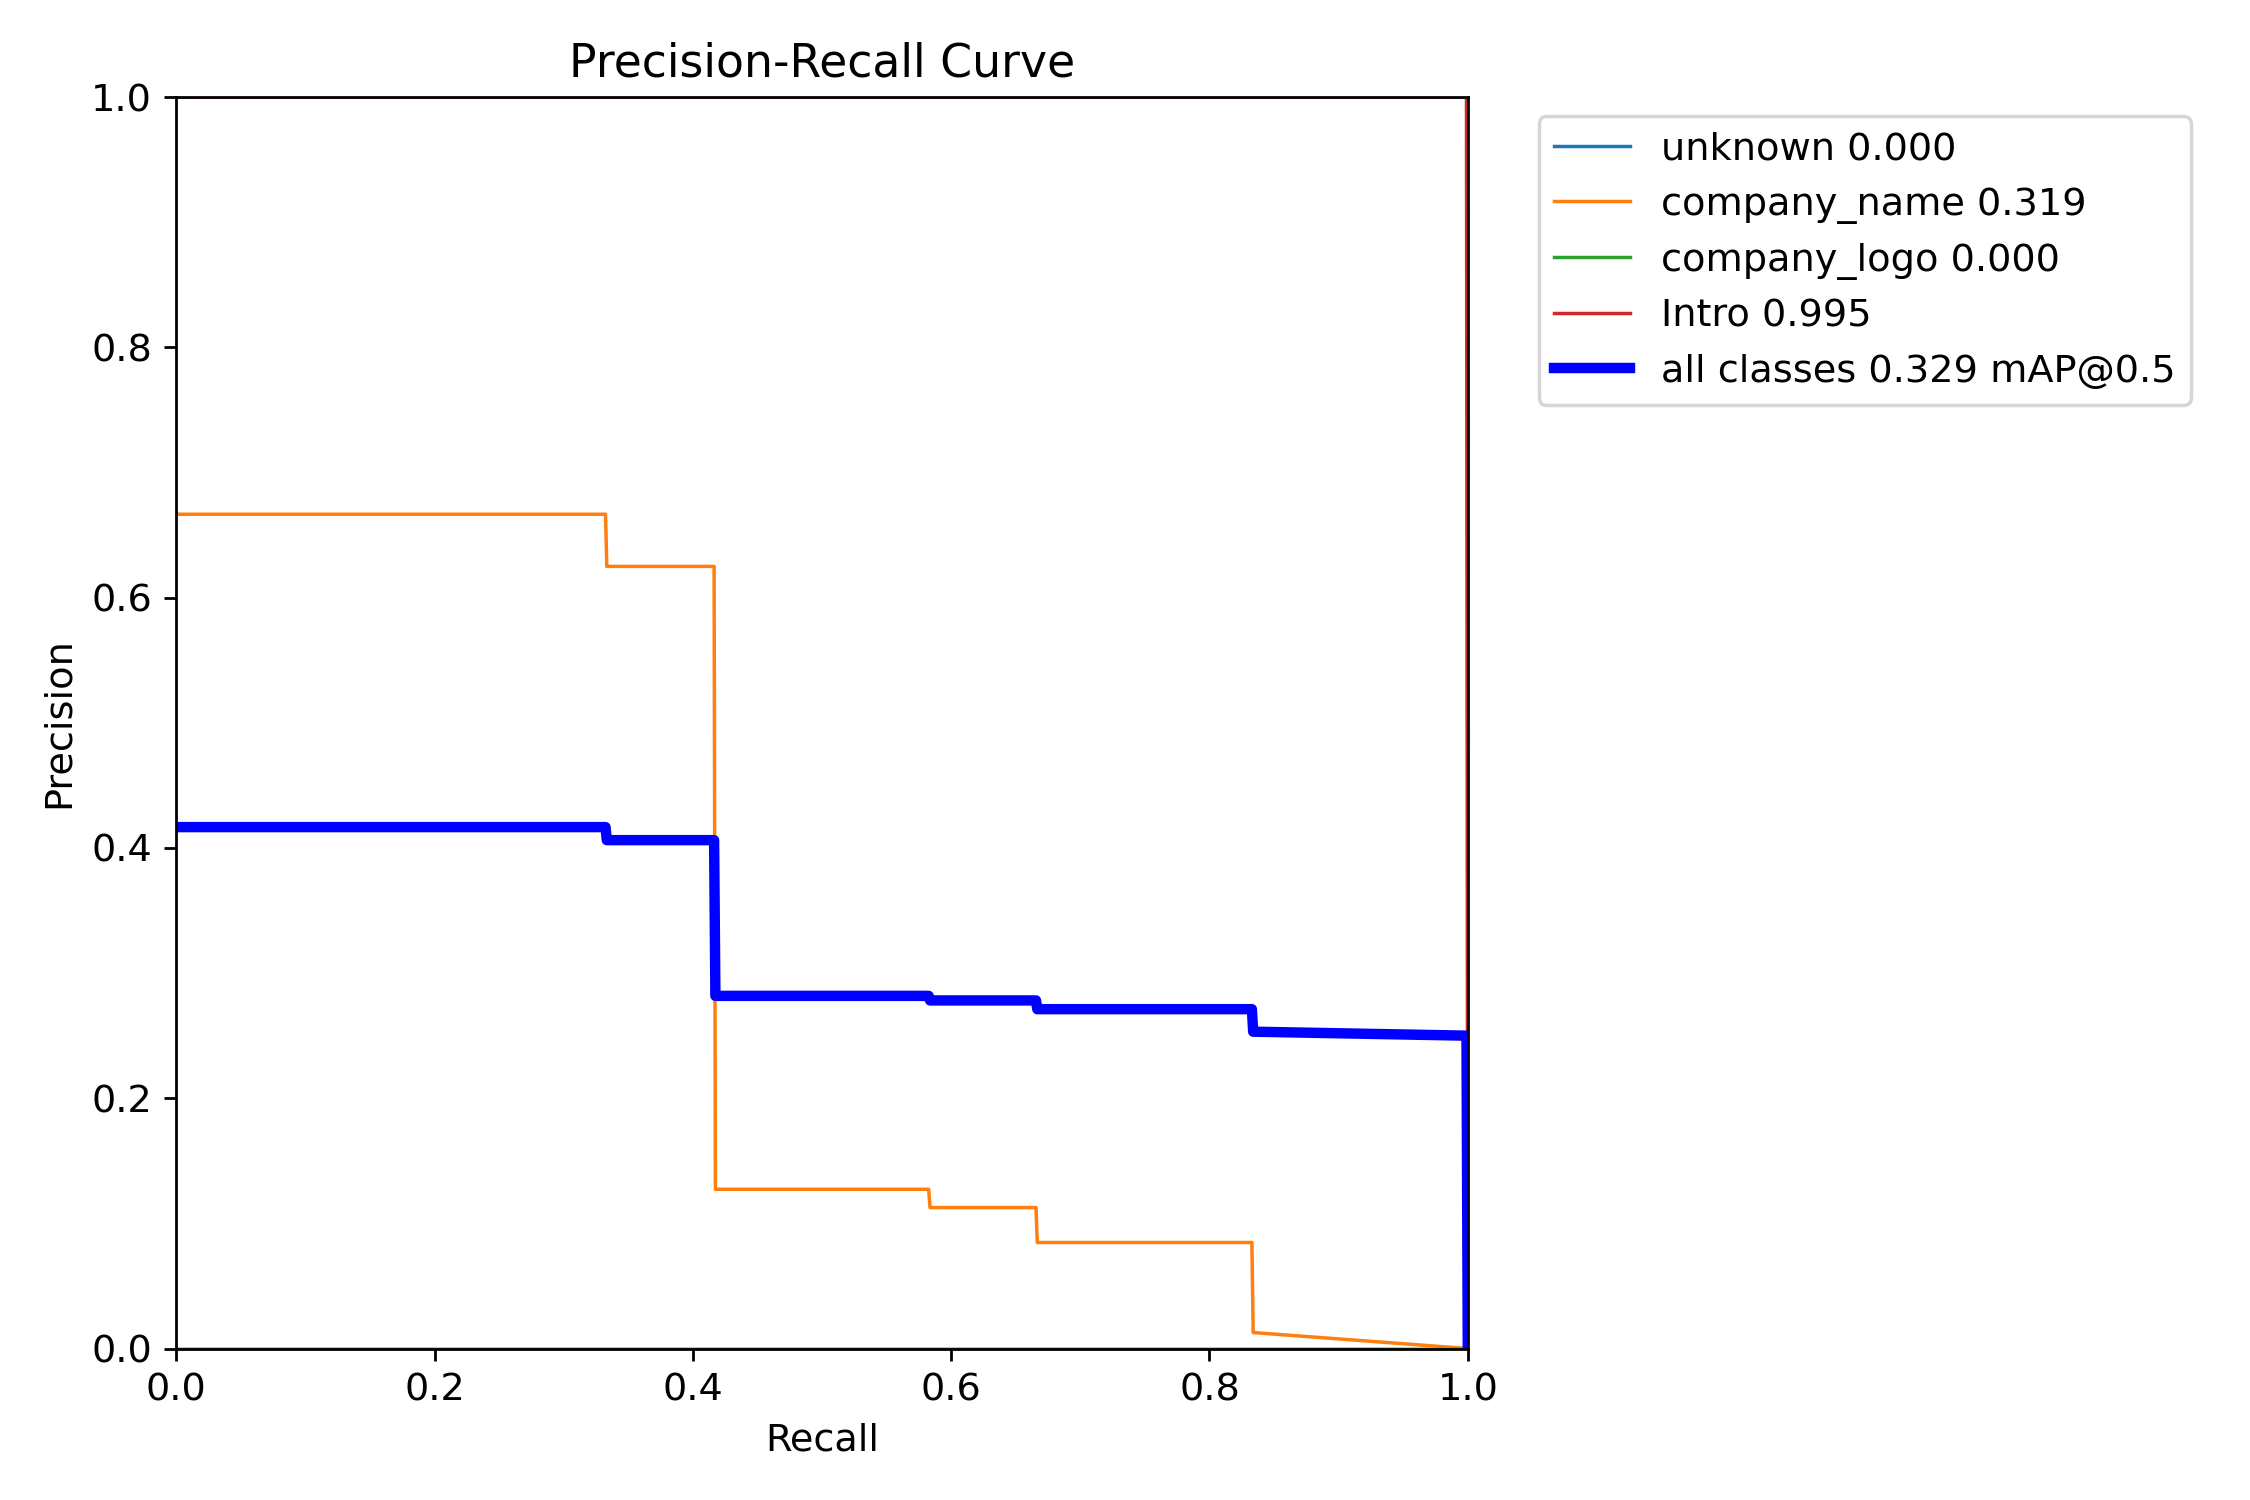 Precision-Recall Curve
1.0
0.8
0.6
0.4
0.2
0.0
Precision
0.0 0.2 0.4 0.6 0.8 1.0
Recall
unknown 0.000
company_name 0.319
company_logo 0.000
Intro 0.995
all classes 0.329 mAP@0.5